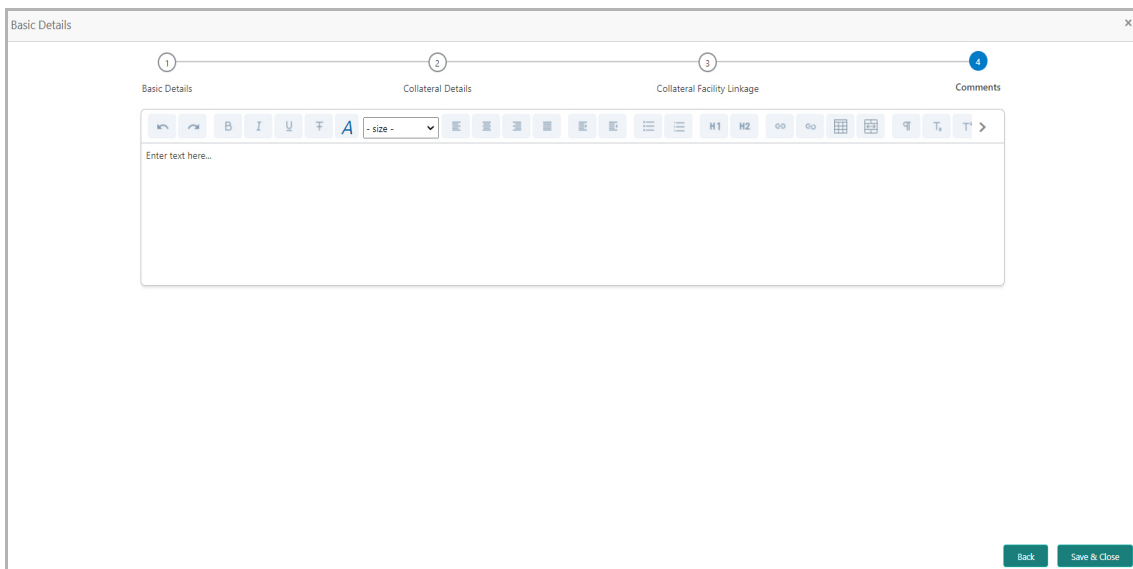 Basic Details ×
1 2 3 4
Basic Details Collateral Details Collateral Facility Linkage Comments
B I U T A - size - H1 H2 ¶ Tₓ T
Enter text here...
Back Save & Close